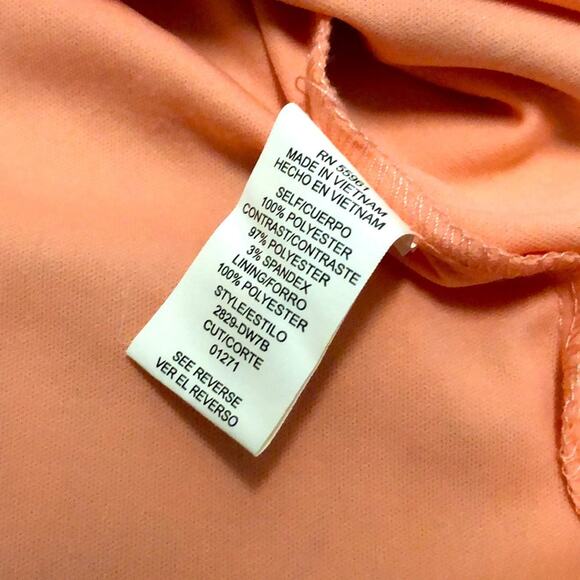 RN 55961
MADE IN VIETNAM
HECHO EN VIETNAM
SELF/CUERPO
100% POLYESTER
CONTRAST/CONTRASTE
97% POLYESTER
3% SPANDEX
LINING/FORRO
100% POLYESTER
STYLE/ESTILO
2829-DW7B
CUT/CORTE
01271
SEE REVERSE
VER EL REVERSO